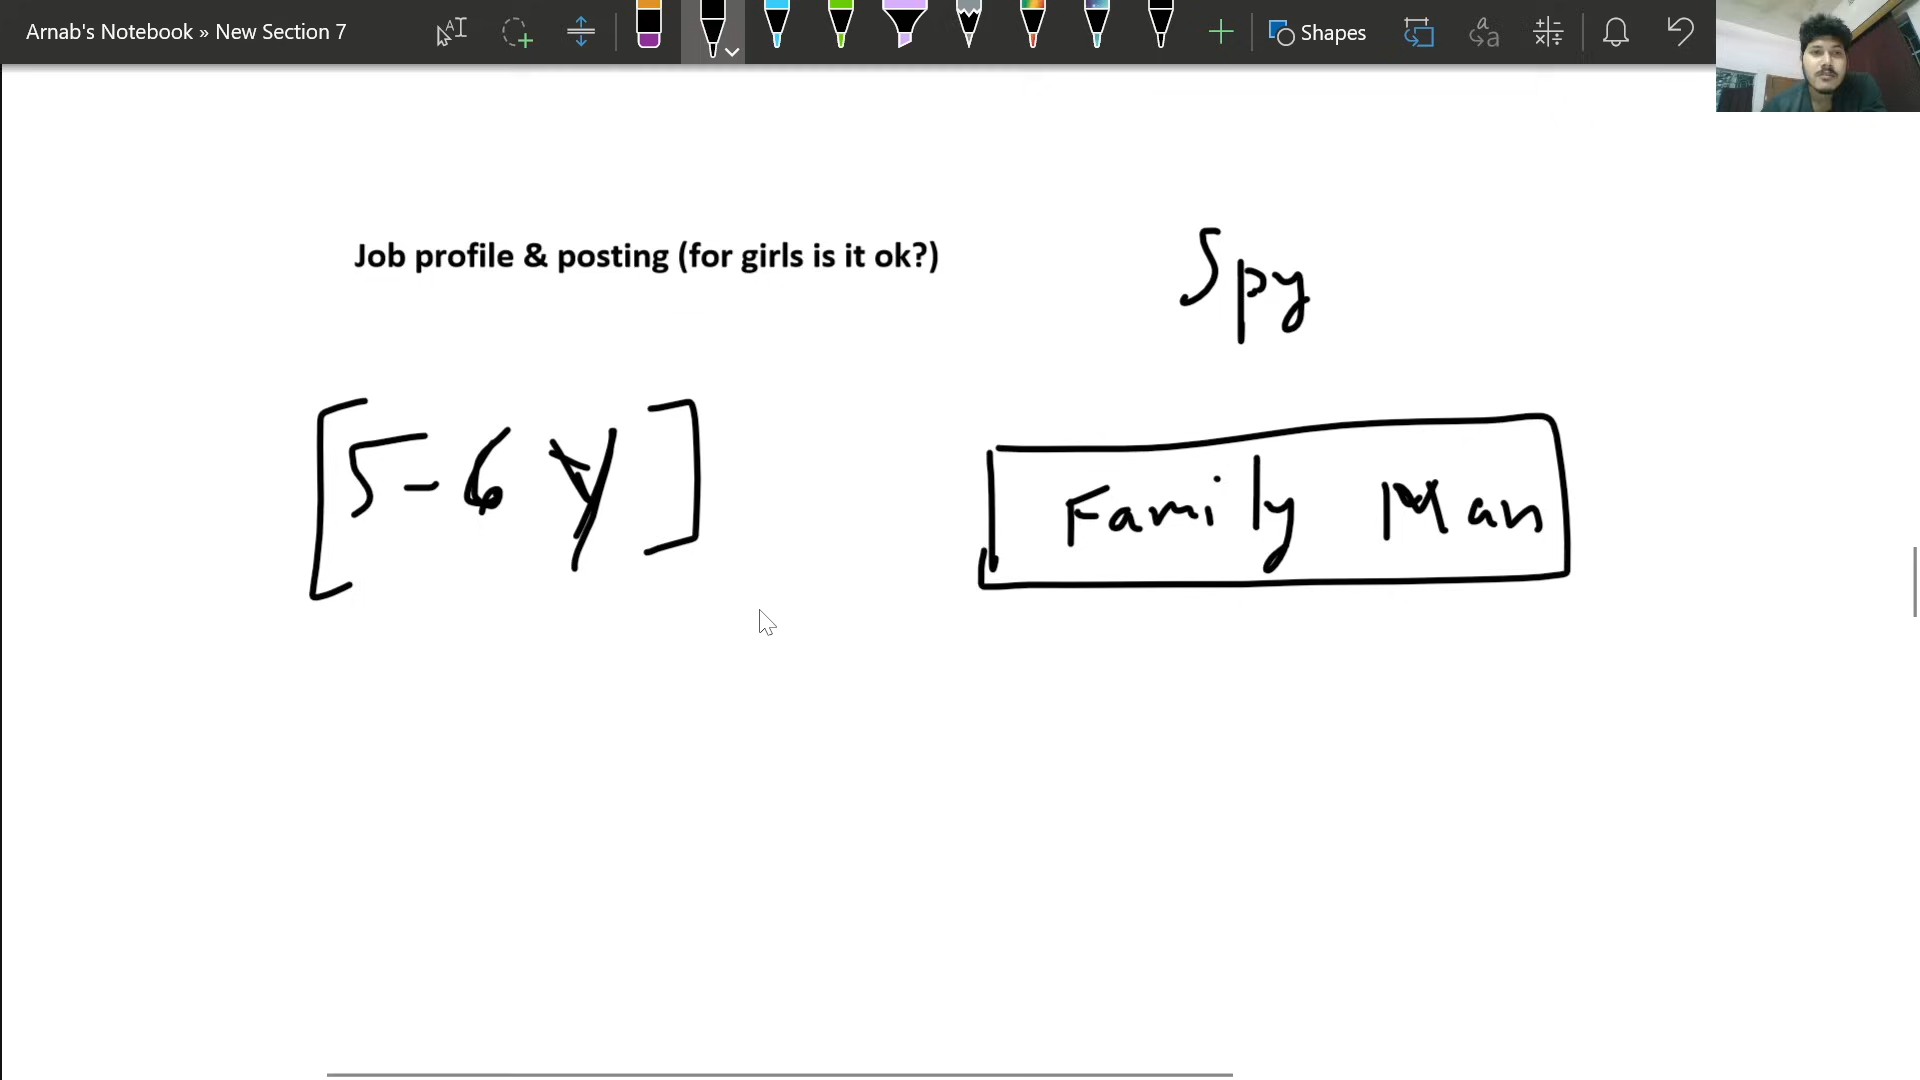 Arnab's Notebook » New Section 7
Shapes
Job profile & posting (for girls is it ok?)
Spy
[5-6 y]
Family Man